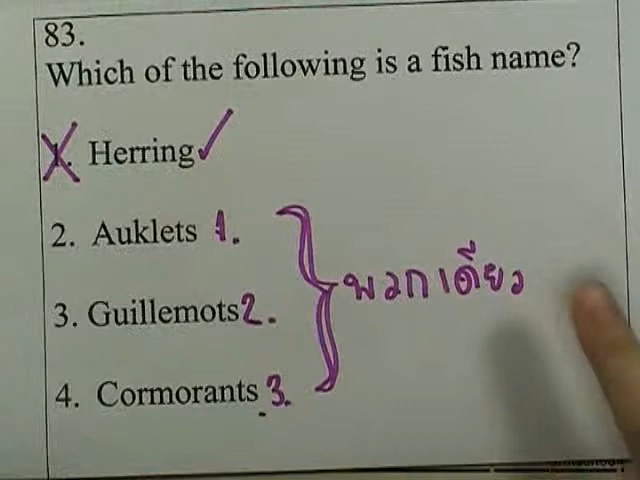 83.
Which of the following is a fish name?
1. Herring ✓
2. Auklets 1.
3. Guillemots 2.
พวกเดียว
4. Cormorants 3.